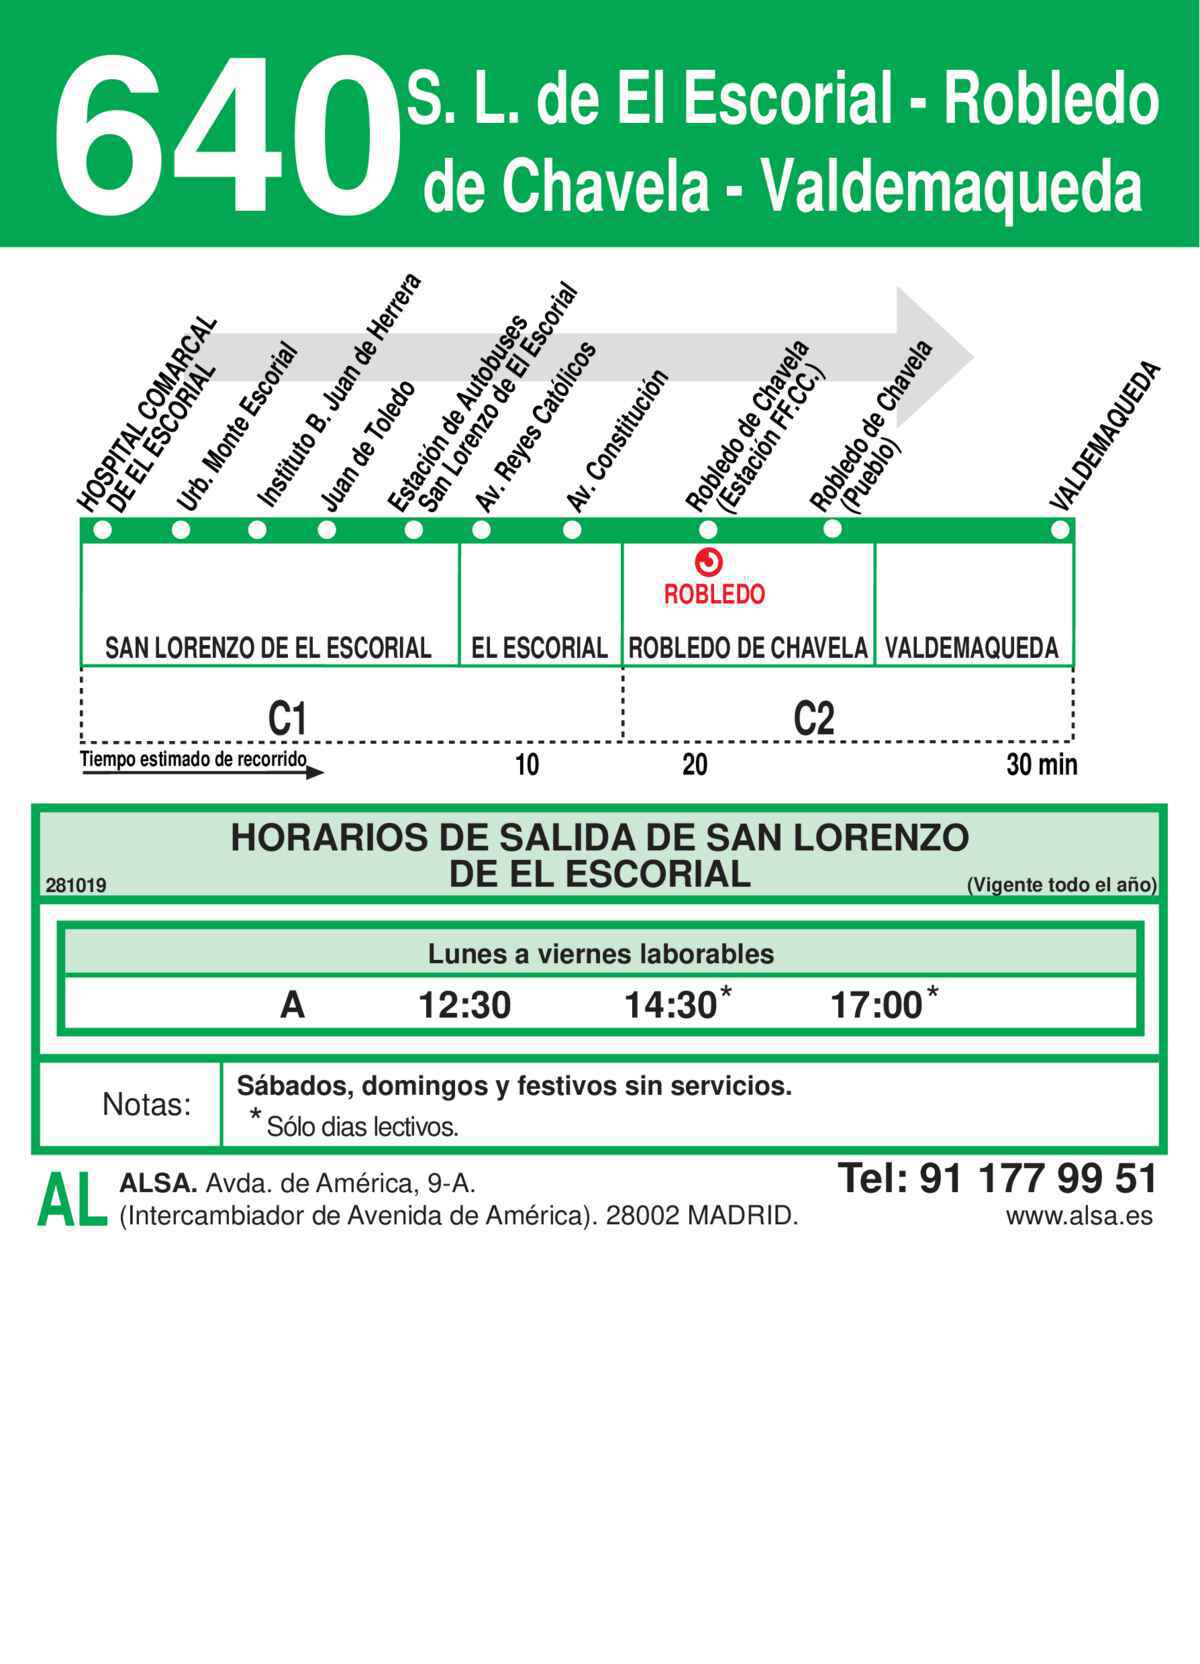 640
S. L. de El Escorial - Robledo
de Chavela - Valdemaqueda
HOSPITAL COMARCAL
DE EL ESCORIAL
Urb. Monte Escorial
Instituto B. Juan de Herrera
Juan de Toledo
Estación de Autobuses
San Lorenzo de El Escorial
Av. Reyes Católicos
Av. Constitución
Robledo de Chavela
(Estación FF.CC.)
Robledo de Chavela
(Pueblo)
VALDEMAQUEDA
ROBLEDO
SAN LORENZO DE EL ESCORIAL EL ESCORIAL ROBLEDO DE CHAVELA VALDEMAQUEDA
C1 C2
Tiempo estimado de recorrido 10 20 30 min
HORARIOS DE SALIDA DE SAN LORENZO
DE EL ESCORIAL
281019 (Vigente todo el año)
Lunes a viernes laborables
A 12:30 14:30* 17:00*
Notas:
Sábados, domingos y festivos sin servicios.
* Sólo dias lectivos.
AL
ALSA. Avda. de América, 9-A.
(Intercambiador de Avenida de América). 28002 MADRID.
Tel: 91 177 99 51
www.alsa.es